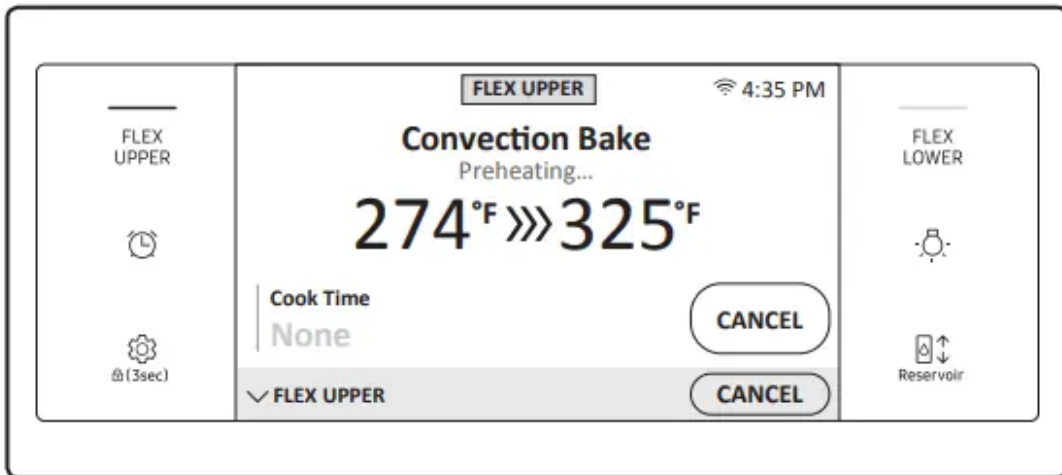 FLEX UPPER
4:35 PM
FLEX
UPPER
Convection Bake
Preheating...
274°F »» 325°F
FLEX
LOWER
Cook Time
None
CANCEL
(3sec)
Reservoir
FLEX UPPER
CANCEL